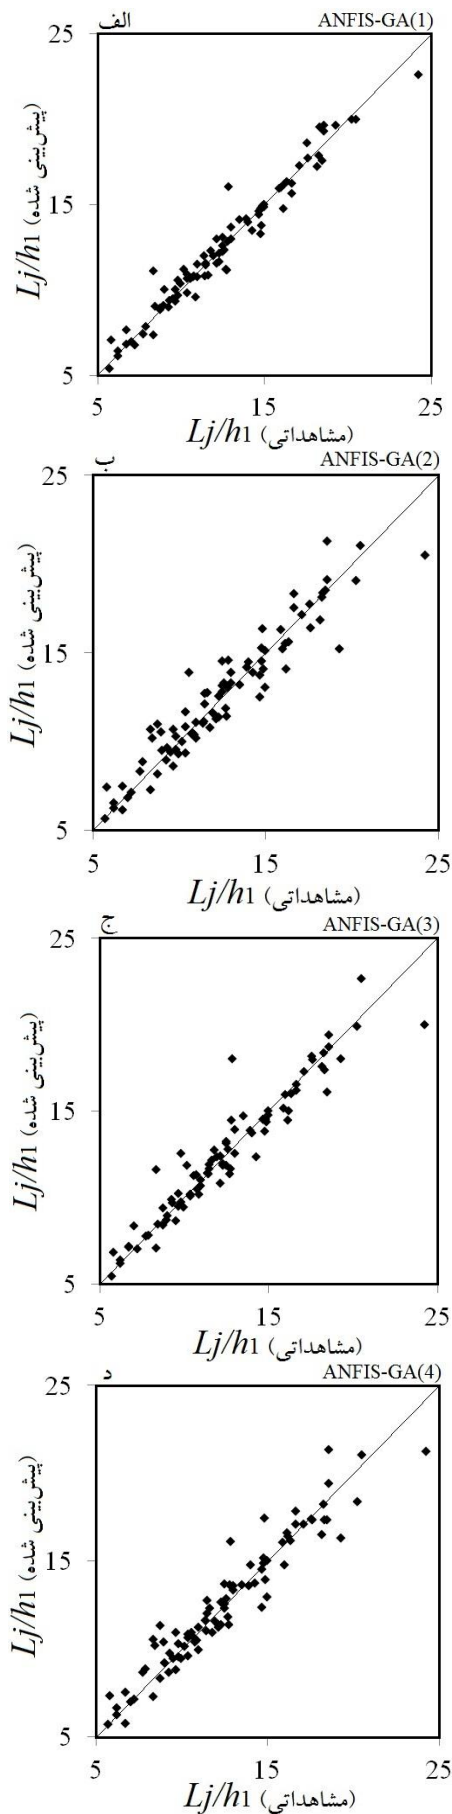 الف ANFIS-GA(1)
25
15
5
Lj/h1 (پیش‌بینی شده)
5 15 25
Lj/h1 (مشاهداتی)
ب ANFIS-GA(2)
25
15
5
Lj/h1 (پیش‌بینی شده)
5 15 25
Lj/h1 (مشاهداتی)
ج ANFIS-GA(3)
25
15
5
Lj/h1 (پیش‌بینی شده)
5 15 25
Lj/h1 (مشاهداتی)
د ANFIS-GA(4)
25
15
5
Lj/h1 (پیش‌بینی شده)
5 15 25
Lj/h1 (مشاهداتی)